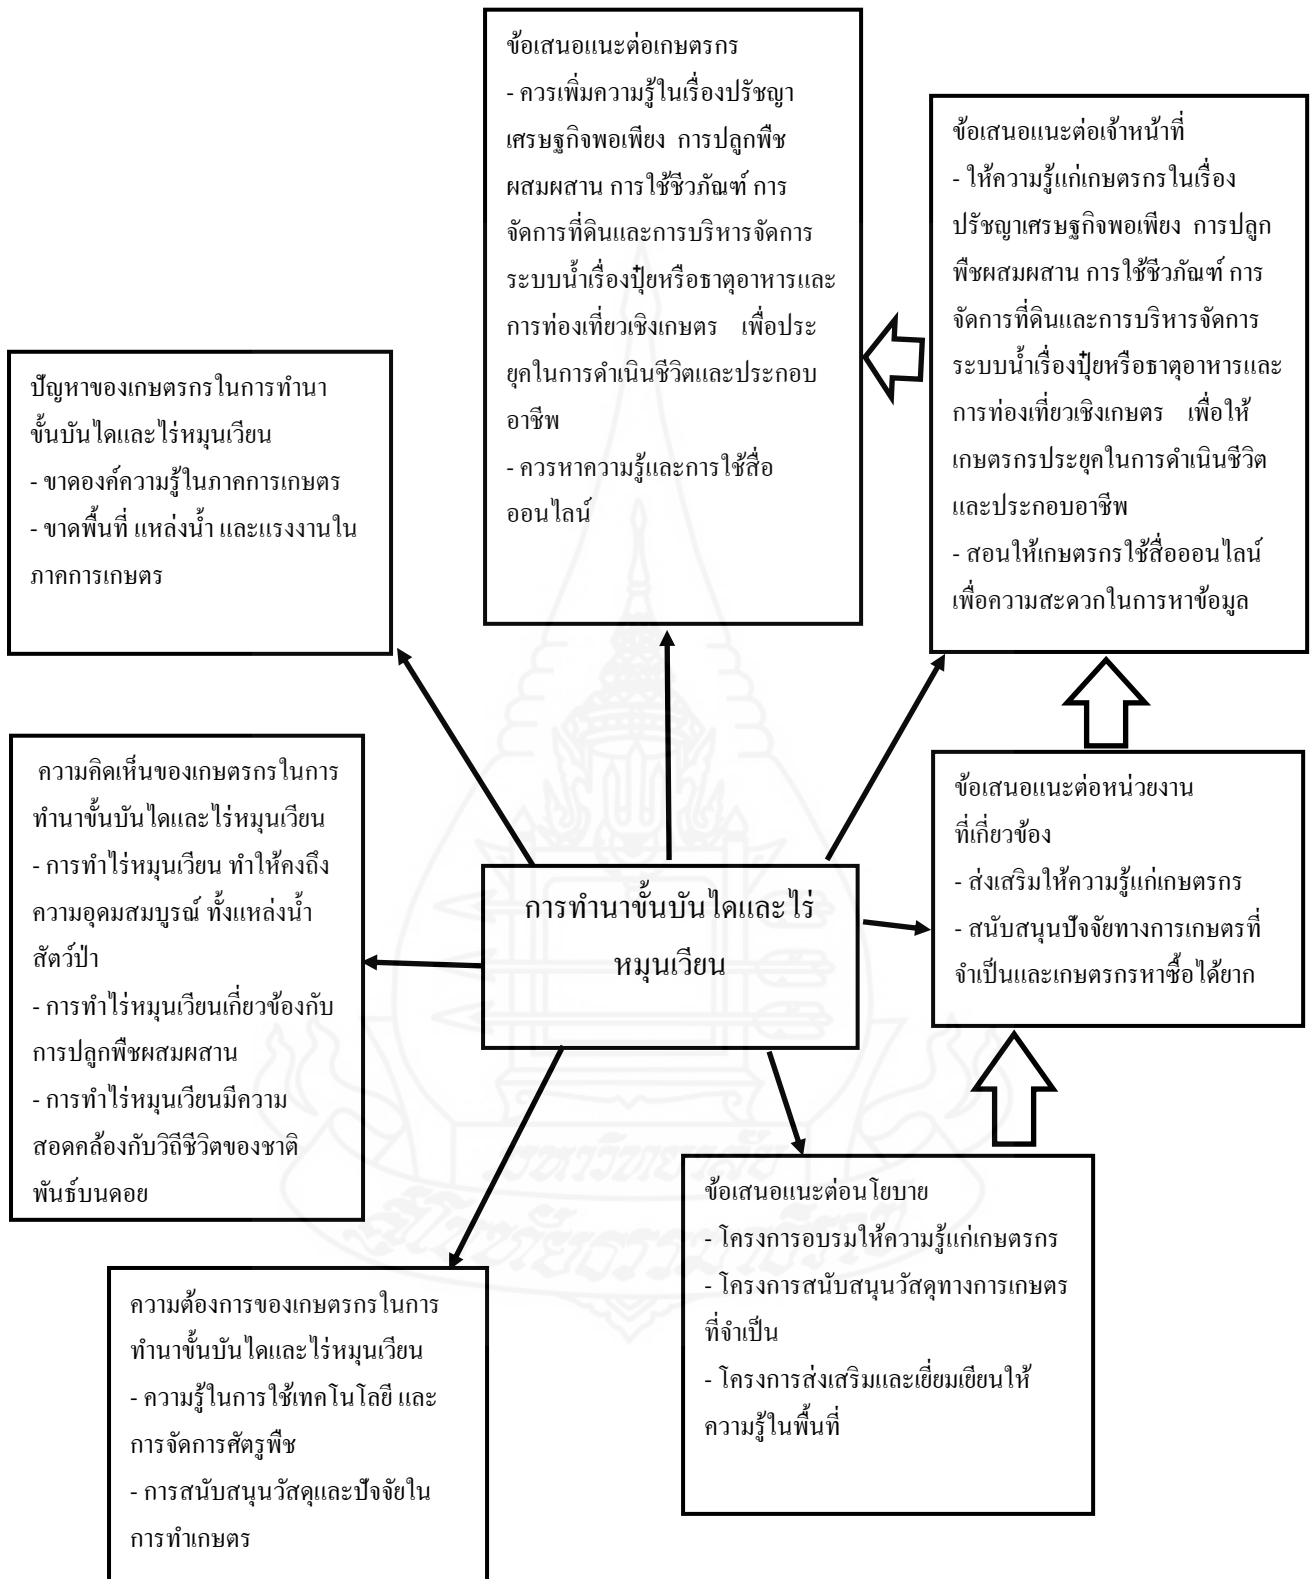 ข้อเสนอแนะต่อเกษตรกร
- ควรเพิ่มความรู้ในเรื่องปรัชญา
เศรษฐกิจพอเพียง การปลูกพืช
ผสมผสาน การใช้ชีวภัณฑ์ การ
จัดการที่ดินและการบริหารจัดการ
ระบบน้ำเรื่องปุ๋ยหรือธาตุอาหารและ
การท่องเที่ยวเชิงเกษตร เพื่อประ
ยุคในการดำเนินชีวิตและประกอบ
อาชีพ
- ควรหาความรู้และการใช้สื่อ
ออนไลน์
ข้อเสนอแนะต่อเจ้าหน้าที่
- ให้ความรู้แก่เกษตรกรในเรื่อง
ปรัชญาเศรษฐกิจพอเพียง การปลูก
พืชผสมผสาน การใช้ชีวภัณฑ์ การ
จัดการที่ดินและการบริหารจัดการ
ระบบน้ำเรื่องปุ๋ยหรือธาตุอาหารและ
การท่องเที่ยวเชิงเกษตร เพื่อให้
เกษตรกรประยุคในการดำเนินชีวิต
และประกอบอาชีพ
- สอนให้เกษตรกรใช้สื่อออนไลน์
เพื่อความสะดวกในการหาข้อมูล
ปัญหาของเกษตรกรในการทำนา
ขั้นบันไดและไร่หมุนเวียน
- ขาดองค์ความรู้ในภาคการเกษตร
- ขาดพื้นที่ แหล่งน้ำ และแรงงานใน
ภาคการเกษตร
ความคิดเห็นของเกษตรกรในการ
ทำนาขั้นบันไดและไร่หมุนเวียน
- การทำไร่หมุนเวียน ทำให้คงถึง
ความอุดมสมบูรณ์ ทั้งแหล่งน้ำ
สัตว์ป่า
- การทำไร่หมุนเวียนเกี่ยวข้องกับ
การปลูกพืชผสมผสาน
- การทำไร่หมุนเวียนมีความ
สอดคล้องกับวิถีชีวิตของชาติ
พันธ์บนดอย
การทำนาขั้นบันไดและไร่
หมุนเวียน
ข้อเสนอแนะต่อหน่วยงาน
ที่เกี่ยวข้อง
- ส่งเสริมให้ความรู้แก่เกษตรกร
- สนับสนุนปัจจัยทางการเกษตรที่
จำเป็นและเกษตรกรหาซื้อได้ยาก
ข้อเสนอแนะต่อนโยบาย
- โครงการอบรมให้ความรู้แก่เกษตรกร
- โครงการสนับสนุนวัสดุทางการเกษตร
ที่จำเป็น
- โครงการส่งเสริมและเยี่ยมเยียนให้
ความรู้ในพื้นที่
ความต้องการของเกษตรกรในการ
ทำนาขั้นบันไดและไร่หมุนเวียน
- ความรู้ในการใช้เทคโนโลยี และ
การจัดการศัตรูพืช
- การสนับสนุนวัสดุและปัจจัยใน
การทำเกษตร
มหาวิทยาลัย
สุโขทัยธรรมาธิราช